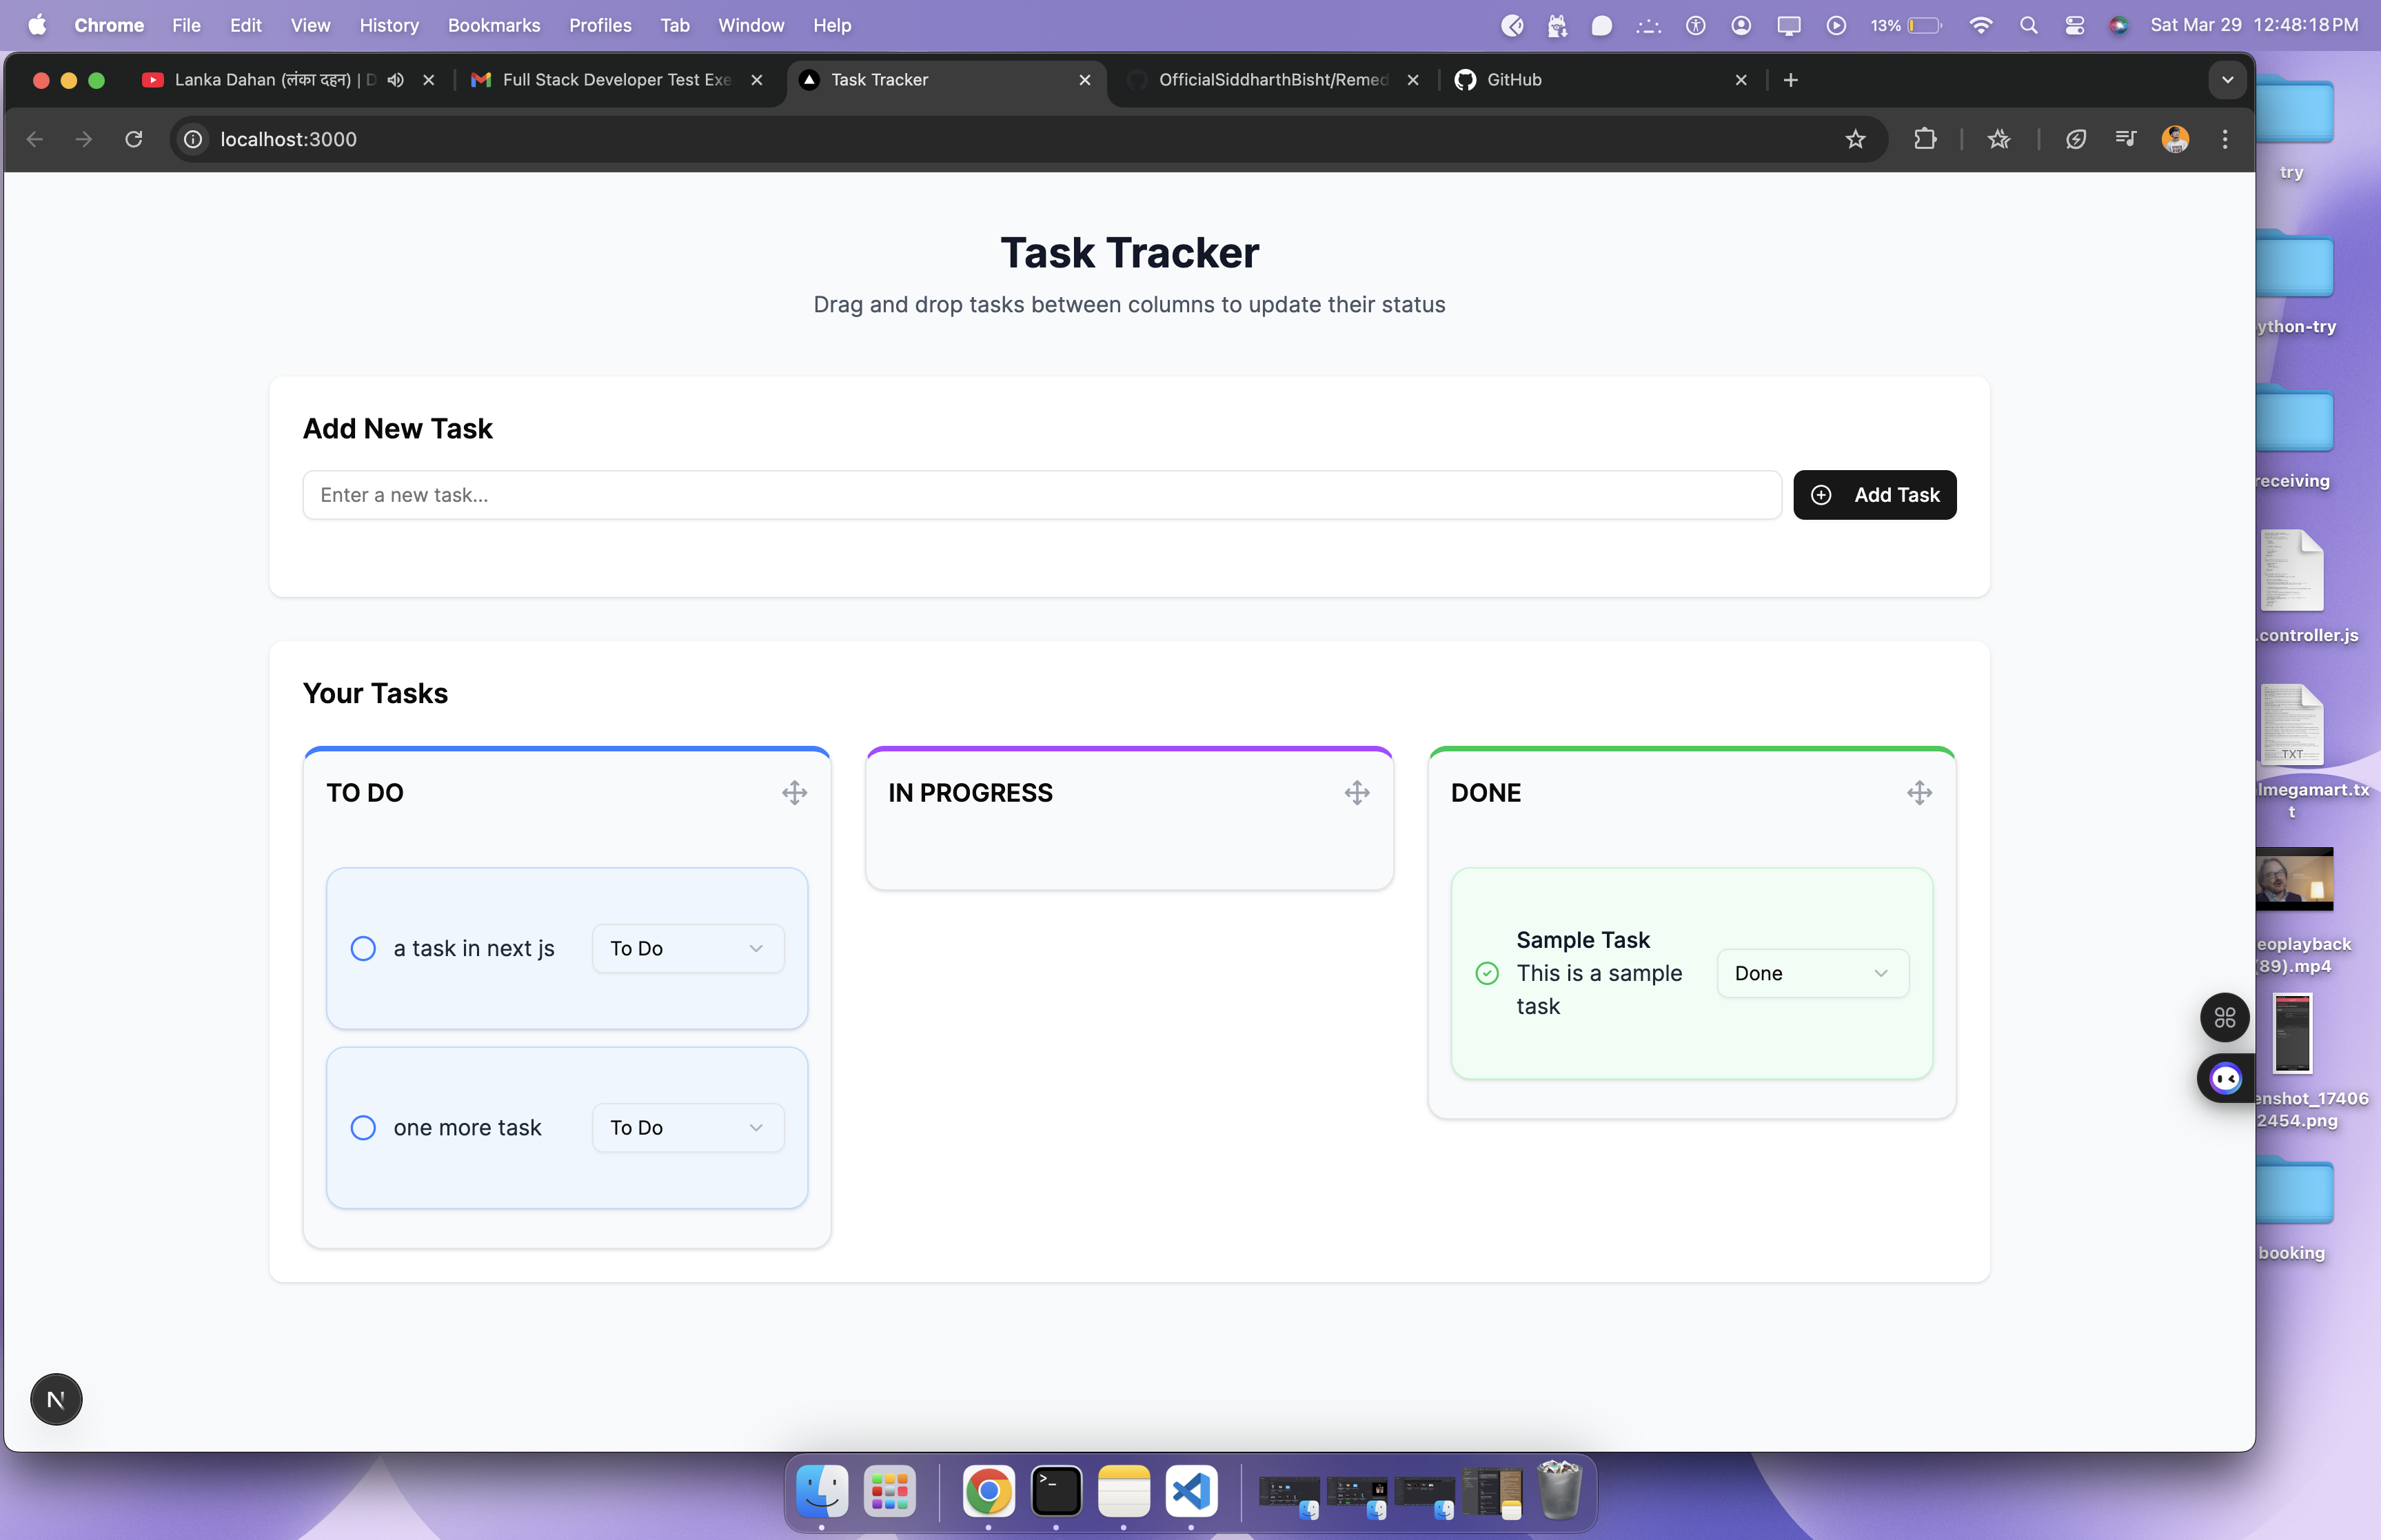 Chrome File Edit View History Bookmarks Profiles Tab Window Help 13% Sat Mar 29 12:48:18 PM
Lanka Dahan (लंका दहन) | D Full Stack Developer Test Exe Task Tracker OfficialSiddharthBisht/Remed GitHub
localhost:3000
try
Task Tracker
Drag and drop tasks between columns to update their status
ython-try
Add New Task
receiving
Enter a new task... Add Task
.controller.js
Your Tasks
TXT
lmegamart.tx
t
TO DO IN PROGRESS DONE
a task in next js To Do
Sample Task
This is a sample
task
Done
eoplayback
(89).mp4
one more task To Do
enshot_17406
2454.png
booking
N